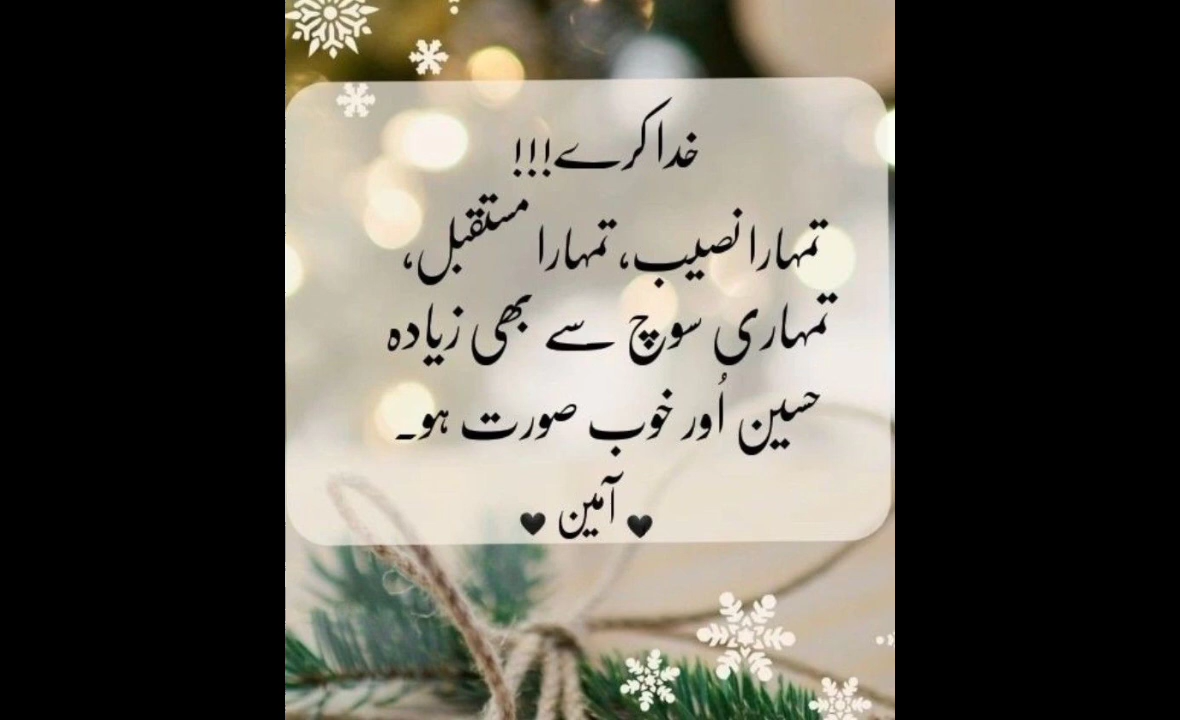 خدا کرے!!!
تمہارا نصیب، تمہارا مستقبل،
تمہاری سوچ سے بھی زیادہ
حسین اُور خوب صورت ہو۔
♥ آمین ♥